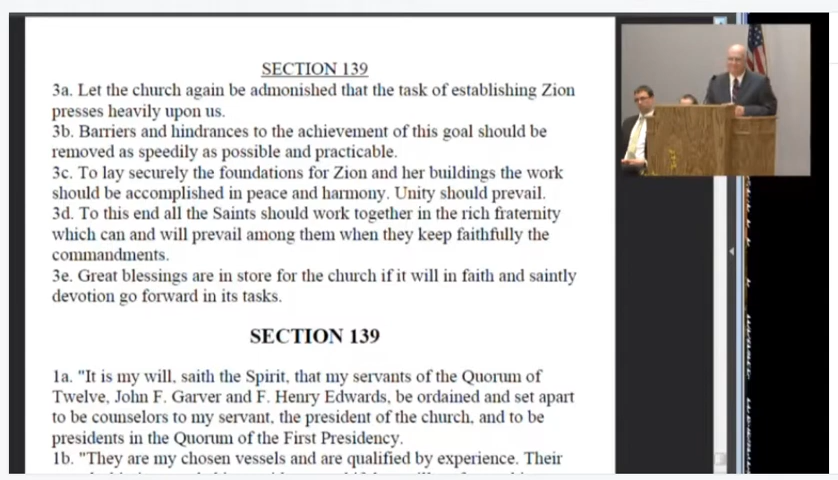 SECTION 139
3a. Let the church again be admonished that the task of establishing Zion
presses heavily upon us.
3b. Barriers and hindrances to the achievement of this goal should be
removed as speedily as possible and practicable.
3c. To lay securely the foundations for Zion and her buildings the work
should be accomplished in peace and harmony. Unity should prevail.
3d. To this end all the Saints should work together in the rich fraternity
which can and will prevail among them when they keep faithfully the
commandments.
3e. Great blessings are in store for the church if it will in faith and saintly
devotion go forward in its tasks.
SECTION 139
1a. "It is my will, saith the Spirit, that my servants of the Quorum of
Twelve, John F. Garver and F. Henry Edwards, be ordained and set apart
to be counselors to my servant, the president of the church, and to be
presidents in the Quorum of the First Presidency.
1b. "They are my chosen vessels and are qualified by experience. Their